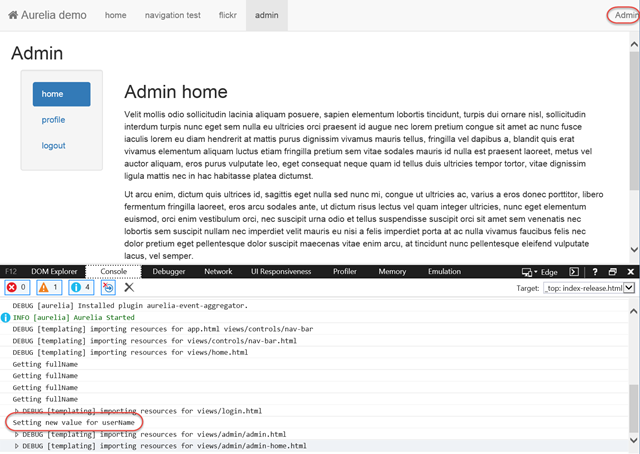 Aurelia demo home navigation test flickr admin Admin
Admin
home
profile
logout
Admin home
Velit mollis odio sollicitudin lacinia aliquam posuere, sapien elementum lobortis tincidunt, turpis dui ornare nisl, sollicitudin
interdum turpis nunc eget sem nulla eu ultricies orci praesent id augue nec lorem pretium congue sit amet ac nunc fusce
iaculis lorem eu diam hendrerit at mattis purus dignissim vivamus mauris tellus, fringilla vel dapibus a, blandit quis erat
vivamus elementum aliquam luctus etiam fringilla pretium sem vitae sodales mauris id nulla est praesent laoreet, metus vel
auctor aliquam, eros purus vulputate leo, eget consequat neque quam id tellus duis ultricies tempor tortor, vitae dignissim
ligula mattis nec in hac habitasse platea dictumst.
Ut arcu enim, dictum quis ultrices id, sagittis eget nulla sed nunc mi, congue ut ultricies ac, varius a eros donec porttitor, libero
fermentum fringilla laoreet, eros arcu sodales ante, ut dictum risus lectus vel quam integer ultricies, nunc eget elementum
euismod, orci enim vestibulum orci, nec suscipit urna odio et tellus suspendisse suscipit orci sit amet sem venenatis nec
lobortis sem suscipit nullam nec imperdiet velit mauris eu nisi a felis imperdiet porta at ac nulla vivamus faucibus felis nec
dolor pretium eget pellentesque dolor suscipit maecenas vitae enim arcu, at tincidunt nunc pellentesque eleifend vulputate
lacus, vel semper.
F12 DOM Explorer Console Debugger Network UI Responsiveness Profiler Memory Emulation Edge ?
0 1 4 Target: _top: index-release.html
DEBUG [aurelia] Installed plugin aurelia-event-aggregator.
INFO [aurelia] Aurelia Started
DEBUG [templating] importing resources for app.html views/controls/nav-bar
DEBUG [templating] importing resources for views/controls/nav-bar.html
DEBUG [templating] importing resources for views/home.html
Getting fullName
Getting fullName
Getting fullName
Getting fullName
DEBUG [templating] importing resources for views/login.html
Setting new value for userName
DEBUG [templating] importing resources for views/admin/admin.html
DEBUG [templating] importing resources for views/admin/admin-home.html